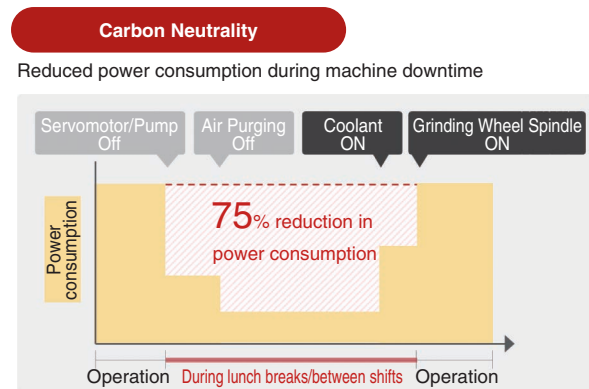 Carbon Neutrality
Reduced power consumption during machine downtime
Servomotor/Pump
Off
Air Purging
Off
Coolant
ON
Grinding Wheel Spindle
ON
Power
consumption
75% reduction in
power consumption
Operation
During lunch breaks/between shifts
Operation